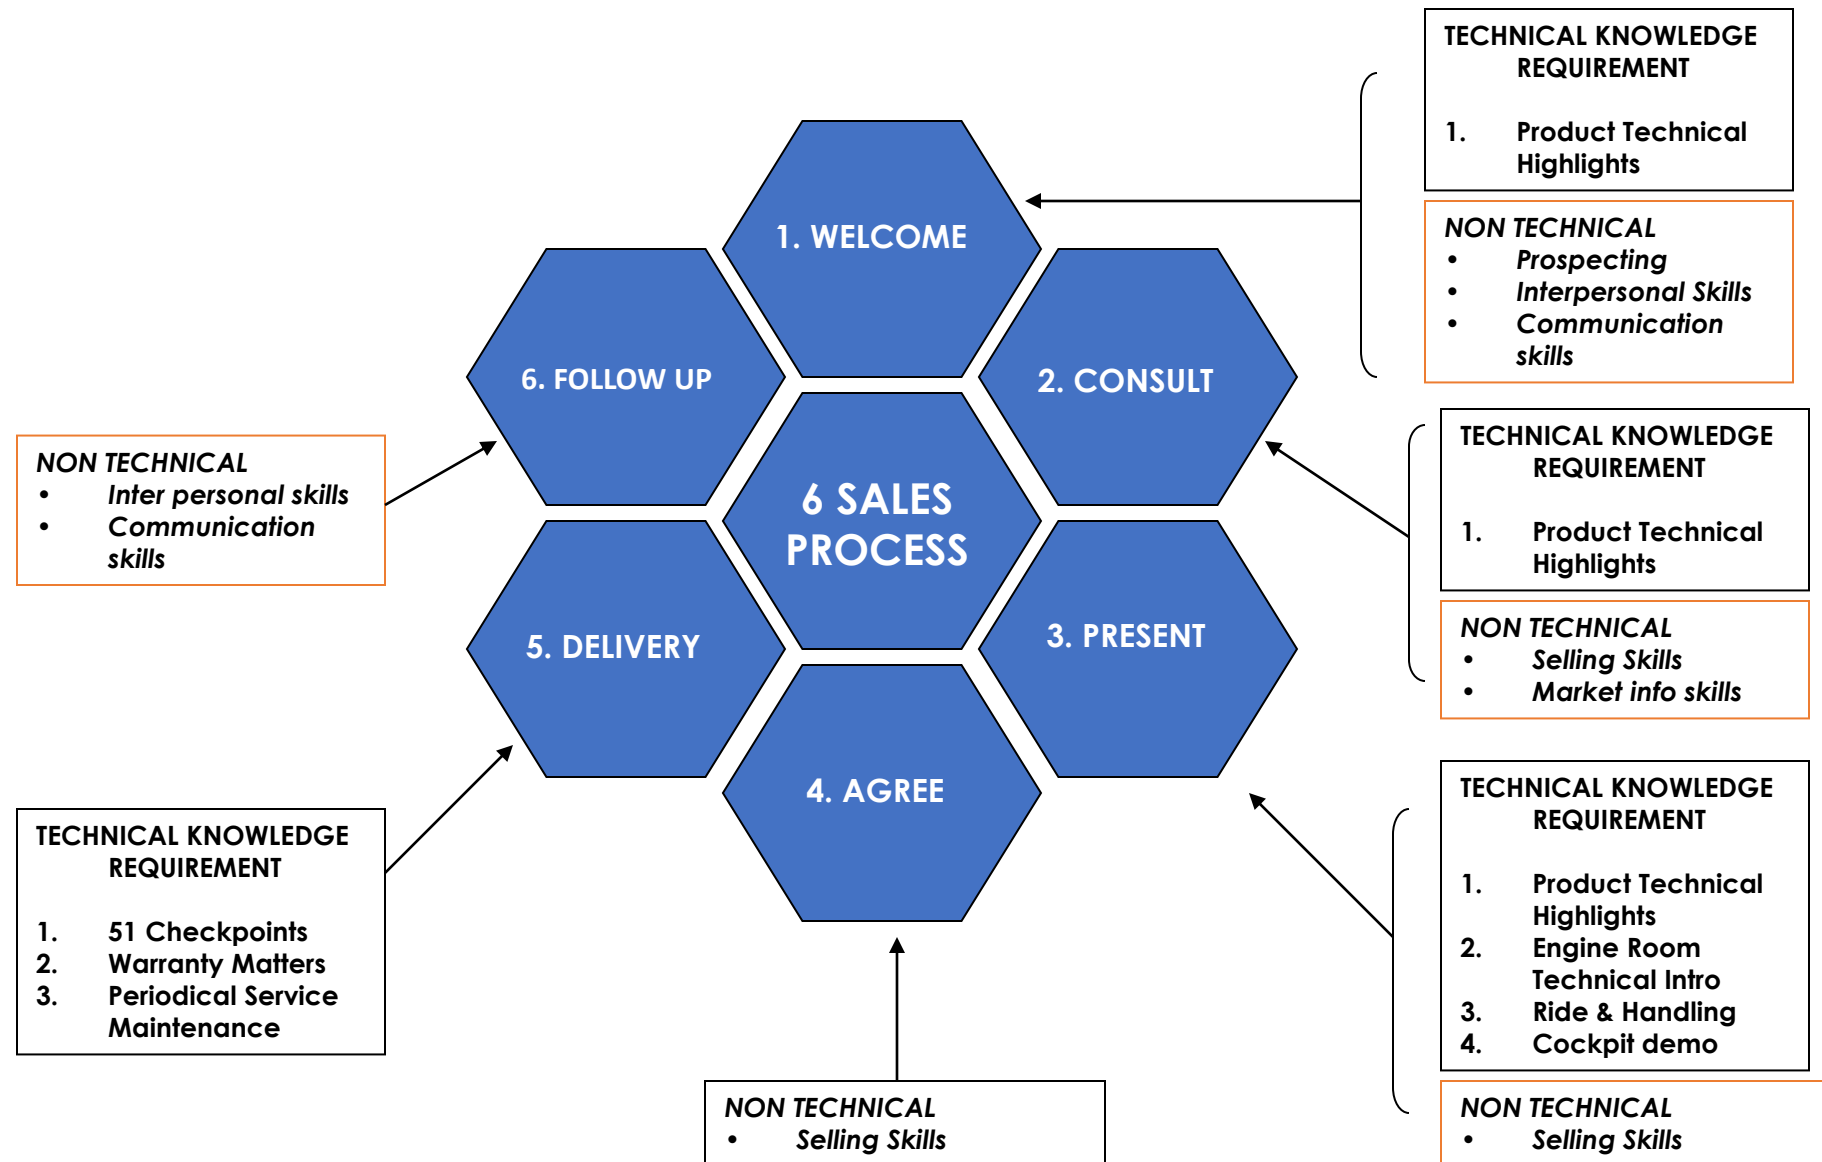 TECHNICAL KNOWLEDGE
REQUIREMENT
1. Product Technical
Highlights
NON TECHNICAL
• Prospecting
• Interpersonal Skills
• Communication
skills
1. WELCOME
2. CONSULT
TECHNICAL KNOWLEDGE
REQUIREMENT
1. Product Technical
Highlights
NON TECHNICAL
• Selling Skills
• Market info skills
3. PRESENT
TECHNICAL KNOWLEDGE
REQUIREMENT
1. Product Technical
Highlights
2. Engine Room
Technical Intro
3. Ride & Handling
4. Cockpit demo
NON TECHNICAL
• Selling Skills
4. AGREE
NON TECHNICAL
• Selling Skills
5. DELIVERY
TECHNICAL KNOWLEDGE
REQUIREMENT
1. 51 Checkpoints
2. Warranty Matters
3. Periodical Service
Maintenance
6. FOLLOW UP
NON TECHNICAL
• Inter personal skills
• Communication
skills
6 SALES
PROCESS